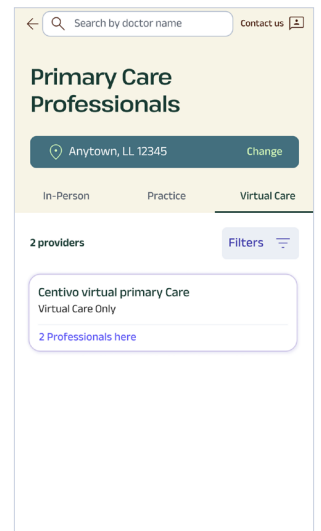 Search by doctor name
Contact us
Primary Care
Professionals
Anytown, LL 12345
Change
In-Person
Practice
Virtual Care
2 providers
Filters
Centivo virtual primary Care
Virtual Care Only
2 Professionals here